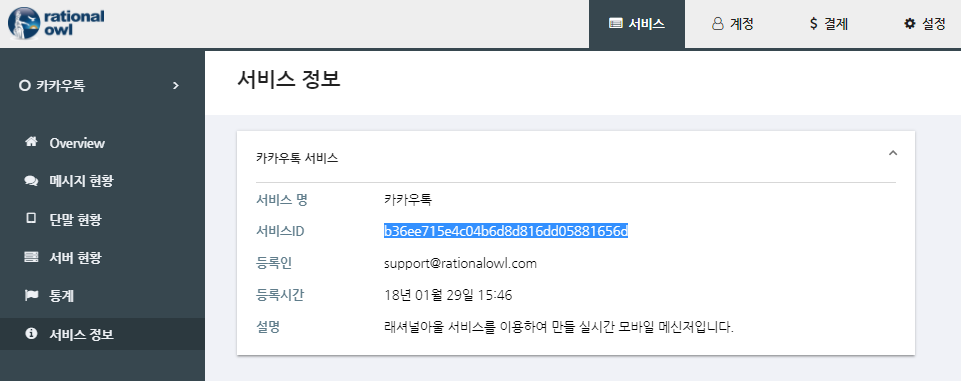 rational
owl
서비스
계정
$ 결제
설정
카카우톡
Overview
메시지 현황
단말 현황
서버 현황
통계
서비스 정보
서비스 정보
카카우톡 서비스
서비스 명 카카우톡
서비스ID b36ee715e4c04b6d8d816dd05881656d
등록인 support@rationalowl.com
등록시간 18년 01월 29일 15:46
설명 래셔널아울 서비스를 이용하여 만들 실시간 모바일 메신저입니다.